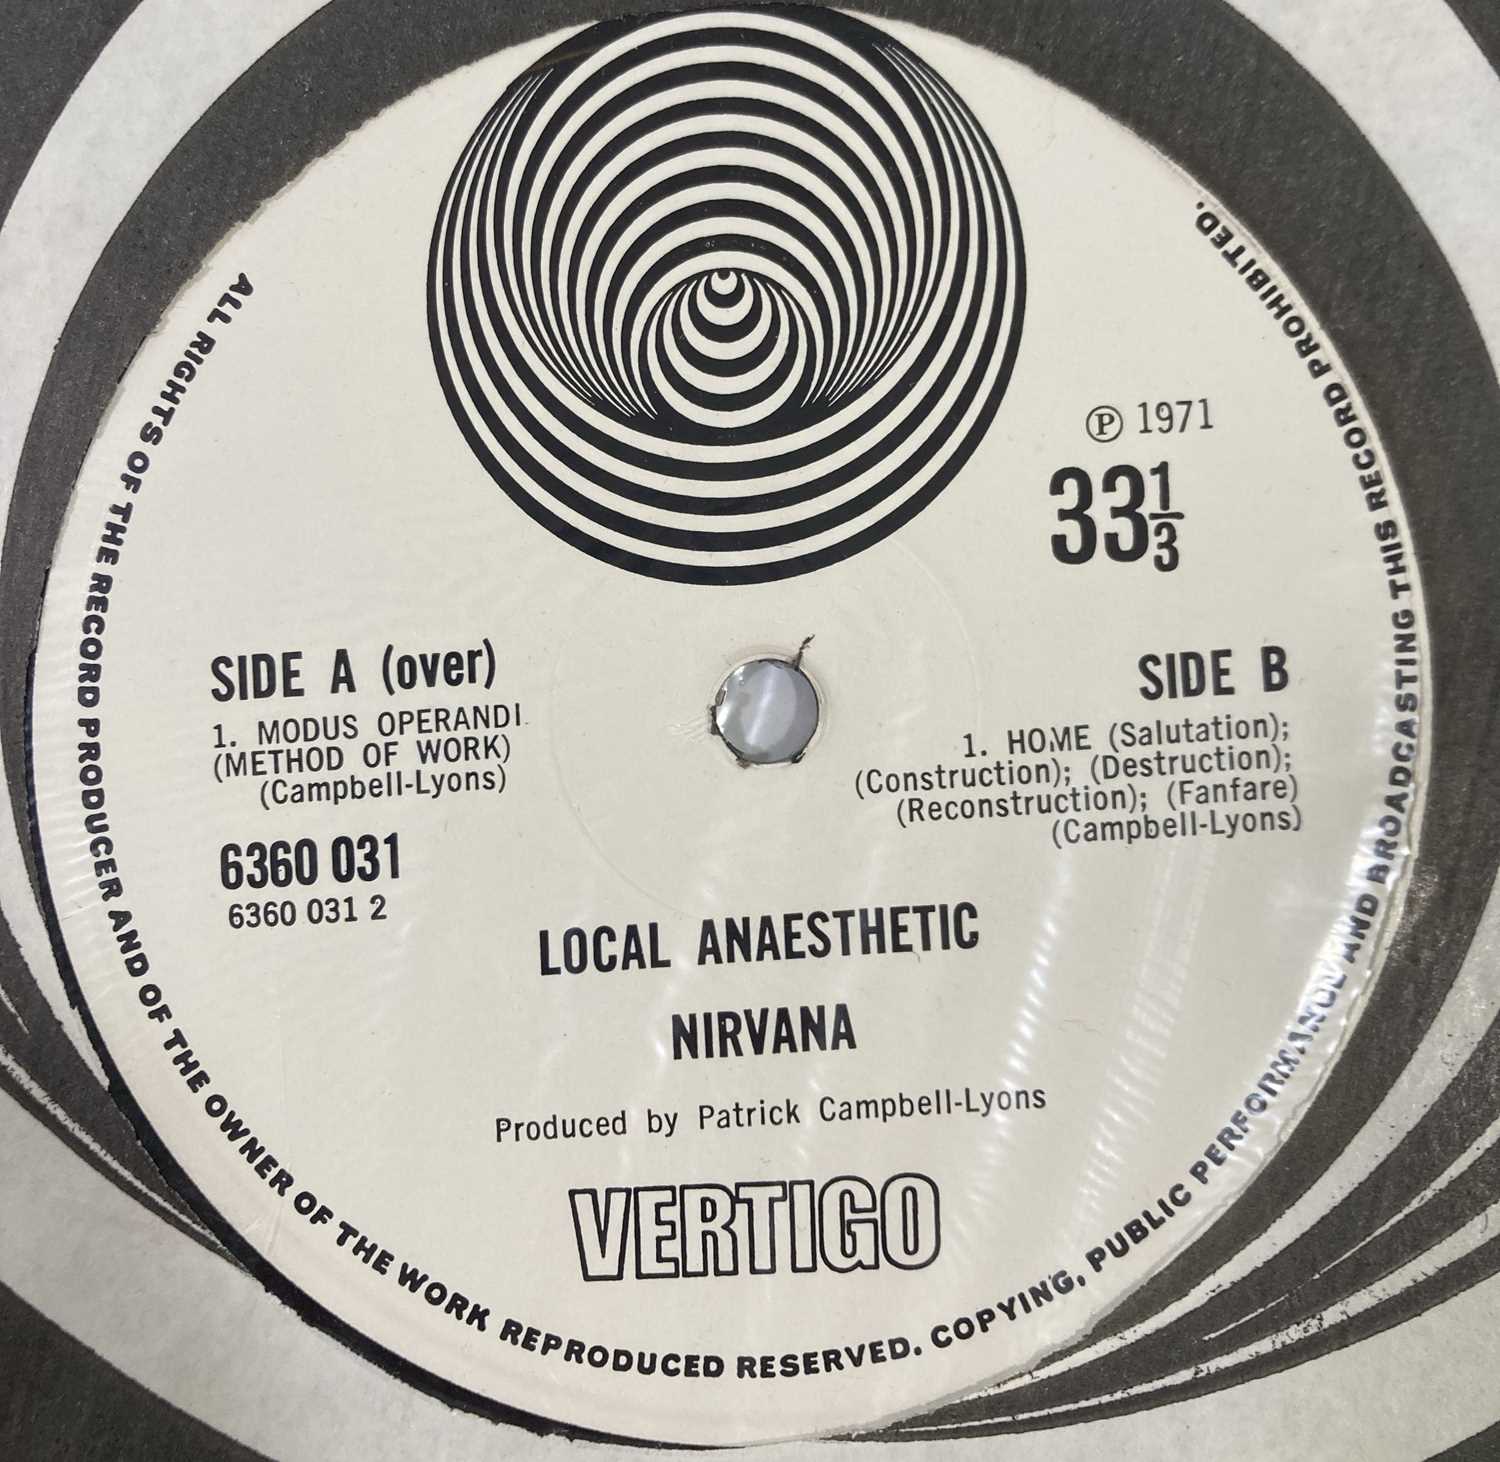 ALL RIGHTS OF THE RECORD PRODUCER AND OF THE OWNER OF THE WORK REPRODUCED RESERVED. COPYING, PUBLIC PERFORMANCE AND BROADCASTING THIS RECORD PROHIBITED.
℗ 1971
33⅓
SIDE A (over)
1. MODUS OPERANDI
(METHOD OF WORK)
(Campbell-Lyons)
6360 031
6360 031 2
SIDE B
1. HOME (Salutation);
(Construction); (Destruction);
(Reconstruction); (Fanfare)
(Campbell-Lyons)
LOCAL ANAESTHETIC
NIRVANA
Produced by Patrick Campbell-Lyons
VERTIGO